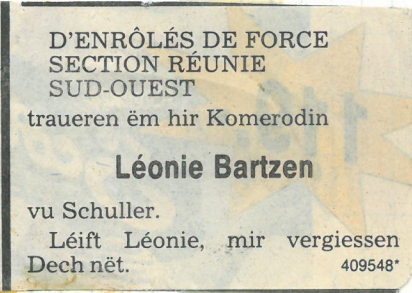 D'ENRÔLÉS DE FORCE
SECTION RÉUNIE
SUD-OUEST
traueren ëm hir Komerodin
Léonie Bartzen
vu Schuller.
Léift Léonie, mir vergiessen
Dech nët. 409548*